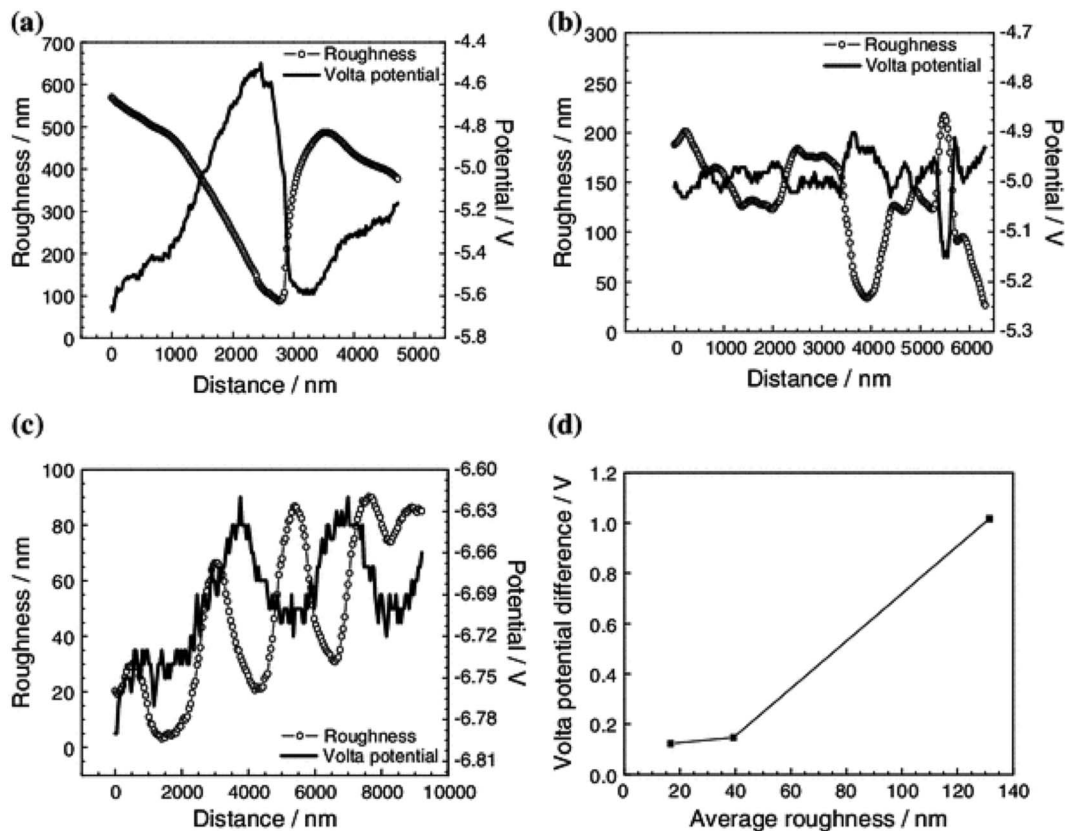 (a)
700
600
500
400
300
200
100
0
Roughness / nm
Roughness
Volta potential
-4.4
-4.6
-4.8
-5.0
-5.2
-5.4
-5.6
-5.8
Potential / V
0 1000 2000 3000 4000 5000
Distance / nm
(b)
300
250
200
150
100
50
0
Roughness / nm
Roughness
Volta potential
-4.7
-4.8
-4.9
-5.0
-5.1
-5.2
-5.3
Potential / V
0 1000 2000 3000 4000 5000 6000
Distance / nm
(c)
100
80
60
40
20
0
Roughness / nm
Roughness
Volta potential
-6.60
-6.63
-6.66
-6.69
-6.72
-6.75
-6.78
-6.81
Potential / V
0 2000 4000 6000 8000 10000
Distance / nm
(d)
1.2
1.0
0.8
0.6
0.4
0.2
0.0
Volta potential difference / V
0 20 40 60 80 100 120 140
Average roughness / nm